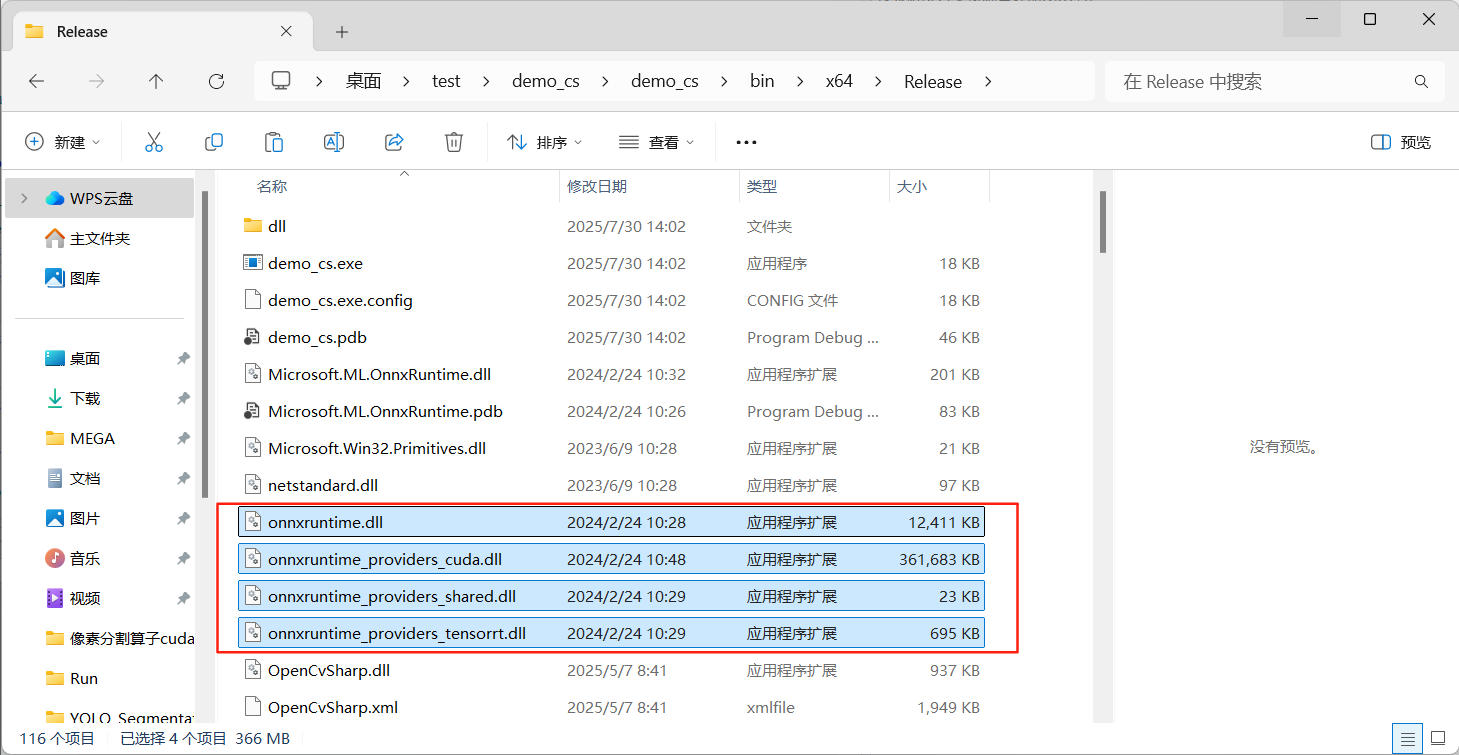 Release
桌面 test demo_cs demo_cs bin x64 Release
在 Release 中搜索
新建 排序 查看 预览
WPS云盘
主文件夹
图库
桌面
下载
MEGA
文档
图片
音乐
视频
像素分割算子cuda
Run
YOLO_Segmenta
名称 修改日期 类型 大小
dll 2025/7/30 14:02 文件夹
demo_cs.exe 2025/7/30 14:02 应用程序 18 KB
demo_cs.exe.config 2025/7/30 14:02 CONFIG 文件 18 KB
demo_cs.pdb 2025/7/30 14:02 Program Debug ... 46 KB
Microsoft.ML.OnnxRuntime.dll 2024/2/24 10:32 应用程序扩展 201 KB
Microsoft.ML.OnnxRuntime.pdb 2024/2/24 10:26 Program Debug ... 83 KB
Microsoft.Win32.Primitives.dll 2023/6/9 10:28 应用程序扩展 21 KB
netstandard.dll 2023/6/9 10:28 应用程序扩展 97 KB
onnxruntime.dll 2024/2/24 10:28 应用程序扩展 12,411 KB
onnxruntime_providers_cuda.dll 2024/2/24 10:48 应用程序扩展 361,683 KB
onnxruntime_providers_shared.dll 2024/2/24 10:29 应用程序扩展 23 KB
onnxruntime_providers_tensorrt.dll 2024/2/24 10:29 应用程序扩展 695 KB
OpenCvSharp.dll 2025/5/7 8:41 应用程序扩展 937 KB
OpenCvSharp.xml 2025/5/7 8:41 xmlfile 1,949 KB
没有预览。
116 个项目 已选择 4 个项目 366 MB